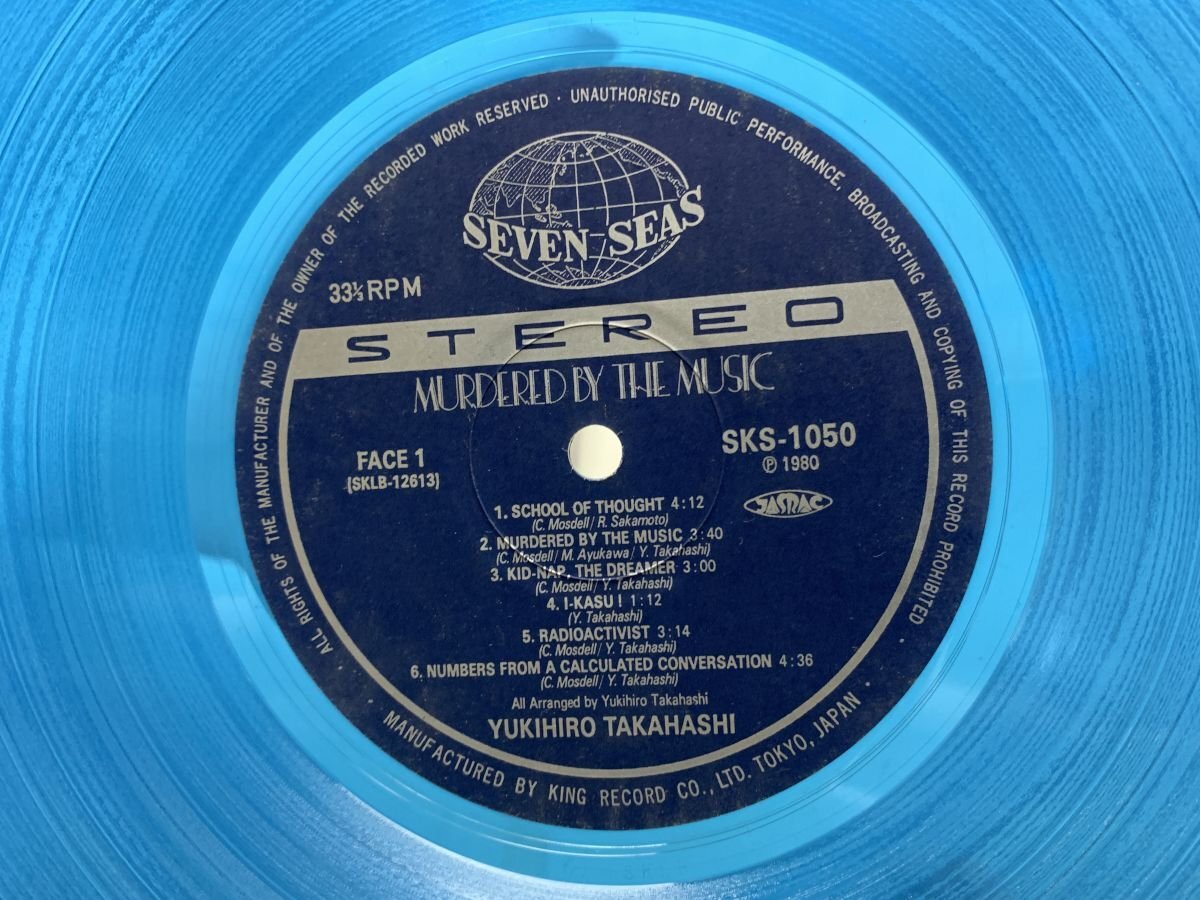 ALL RIGHTS OF THE MANUFACTURER AND OF THE OWNER OF THE RECORDED WORK RESERVED · UNAUTHORISED PUBLIC PERFORMANCE, BROADCASTING AND COPYING OF THIS RECORD PROHIBITED ·
SEVEN SEAS
33⅓RPM
STEREO
MURDERED BY THE MUSIC
FACE 1
(SKLB-12613)
SKS-1050
Ⓟ 1980
JASRAC
1. SCHOOL OF THOUGHT 4:12
(C. Mosdell/R. Sakamoto)
2. MURDERED BY THE MUSIC 3:40
(C. Mosdell/M. Ayukawa/Y. Takahashi)
3. KID-NAP, THE DREAMER 3:00
(C. Mosdell/Y. Takahashi)
4. I-KASU! 1:12
(Y. Takahashi)
5. RADIOACTIVIST 3:14
(C. Mosdell/Y. Takahashi)
6. NUMBERS FROM A CALCULATED CONVERSATION 4:36
(C. Mosdell/Y. Takahashi)
All Arranged by Yukihiro Takahashi
YUKIHIRO TAKAHASHI
· MANUFACTURED BY KING RECORD CO., LTD. TOKYO, JAPAN ·